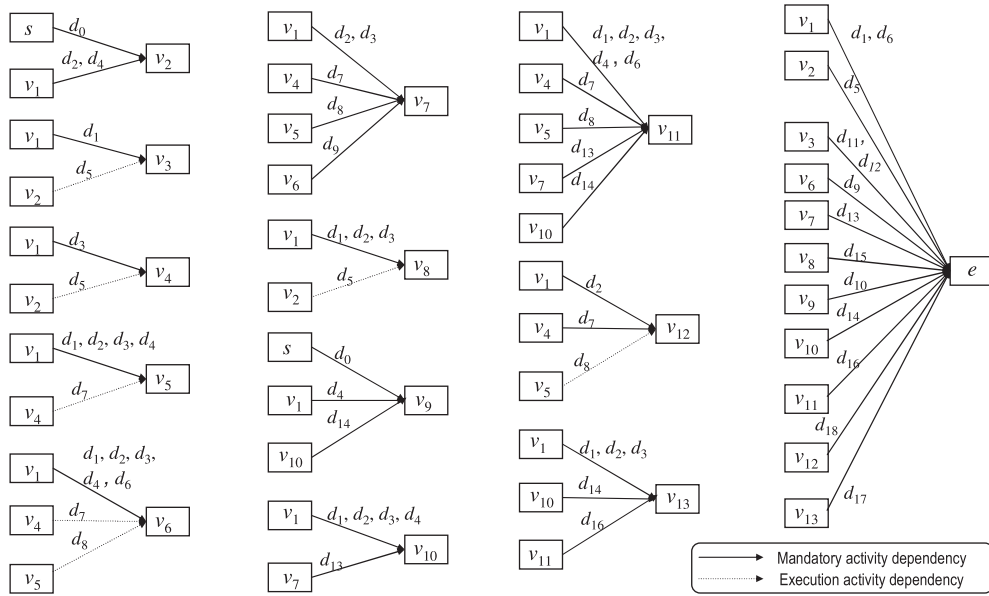 s
d0
d2, d4
v1
v2
v1
d1
d5
v2
v3
v1
d3
d5
v2
v4
v1
d1, d2, d3, d4
d7
v4
v5
d1, d2, d3,
d4 , d6
v1
d7
v4
d8
v5
v6
v1
d2, d3
v4
d7
d8
v5
d9
v6
v7
v1
d1, d2, d3
d5
v2
v8
s
d0
v1
d4
d14
v10
v9
v1
d1, d2, d3, d4
d13
v7
v10
v1
d1, d2, d3,
d4 , d6
v4
d7
d8
v5
d13
v7
d14
v10
v11
v1
d2
v4
d7
d8
v5
v12
v1
d1, d2, d3
v10
d14
d16
v11
v13
v1
d1, d6
v2
d5
v3
d11,
d12
v6
d9
v7
d13
v8
d15
v9
d10
v10
d14
d16
v11
d18
v12
d17
v13
e
Mandatory activity dependency
Execution activity dependency